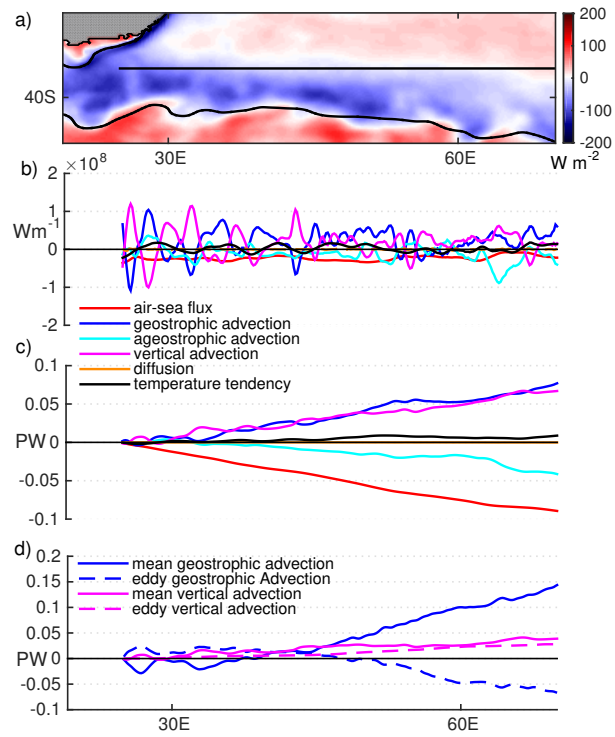 a)
200
100
0
-100
-200
40S
30E
60E
W m⁻²
b)
×10⁸
2
1
Wm⁻¹
0
-1
-2
air-sea flux
geostrophic advection
ageostrophic advection
vertical advection
diffusion
temperature tendency
c)
0.1
0.05
PW 0
-0.05
-0.1
d)
0.2
0.15
0.1
0.05
PW 0
-0.05
-0.1
mean geostrophic advection
eddy geostrophic Advection
mean vertical advection
eddy vertical advection
30E
60E